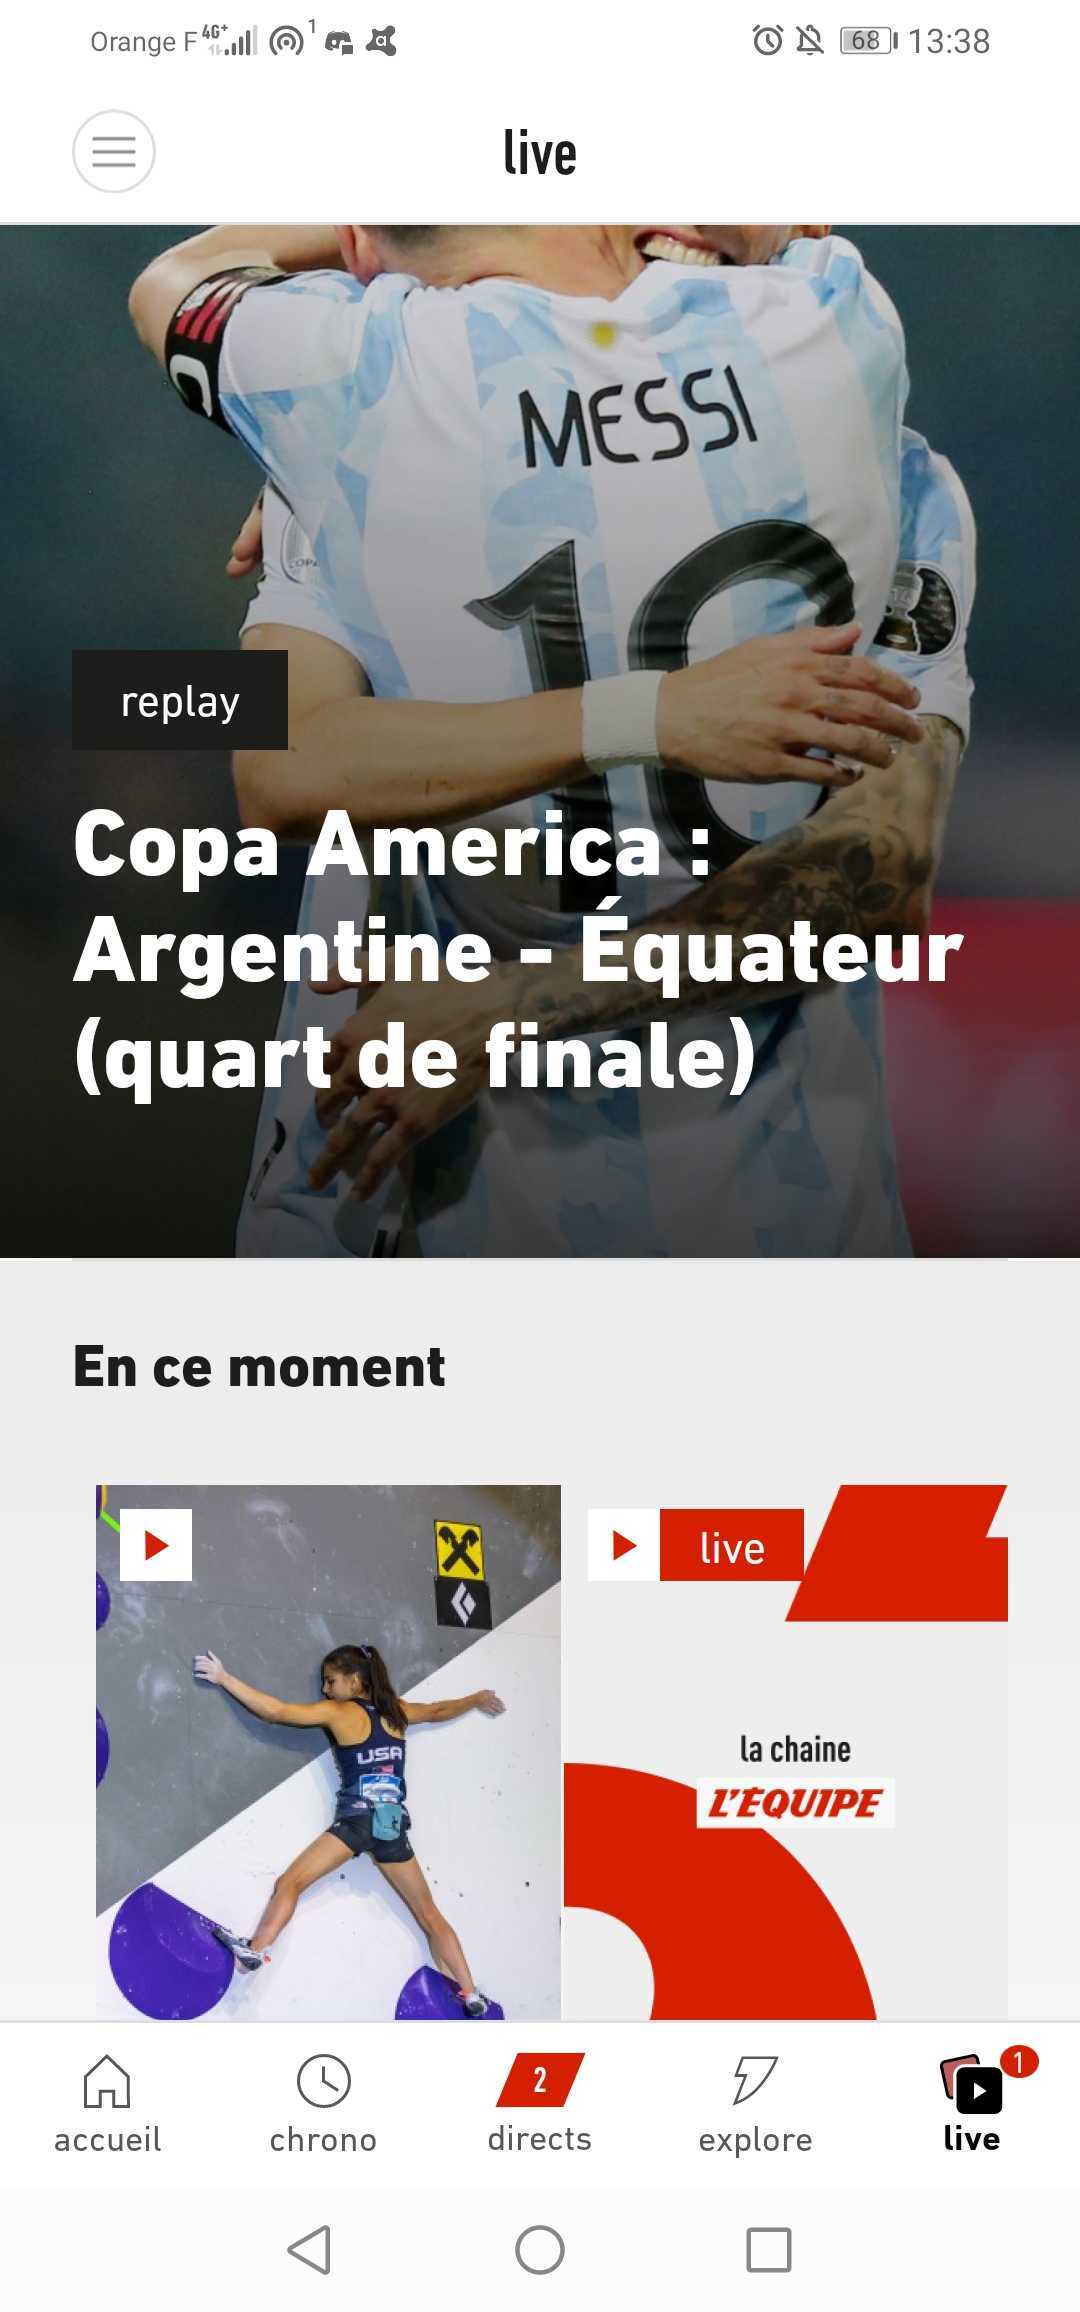 Orange F 4G+ 1 68 13:38
live
MESSI
10
replay
Copa America :
Argentine - Équateur
(quart de finale)
En ce moment
live
la chaine
L'ÉQUIPE
USA
2
1
accueil
chrono
directs
explore
live